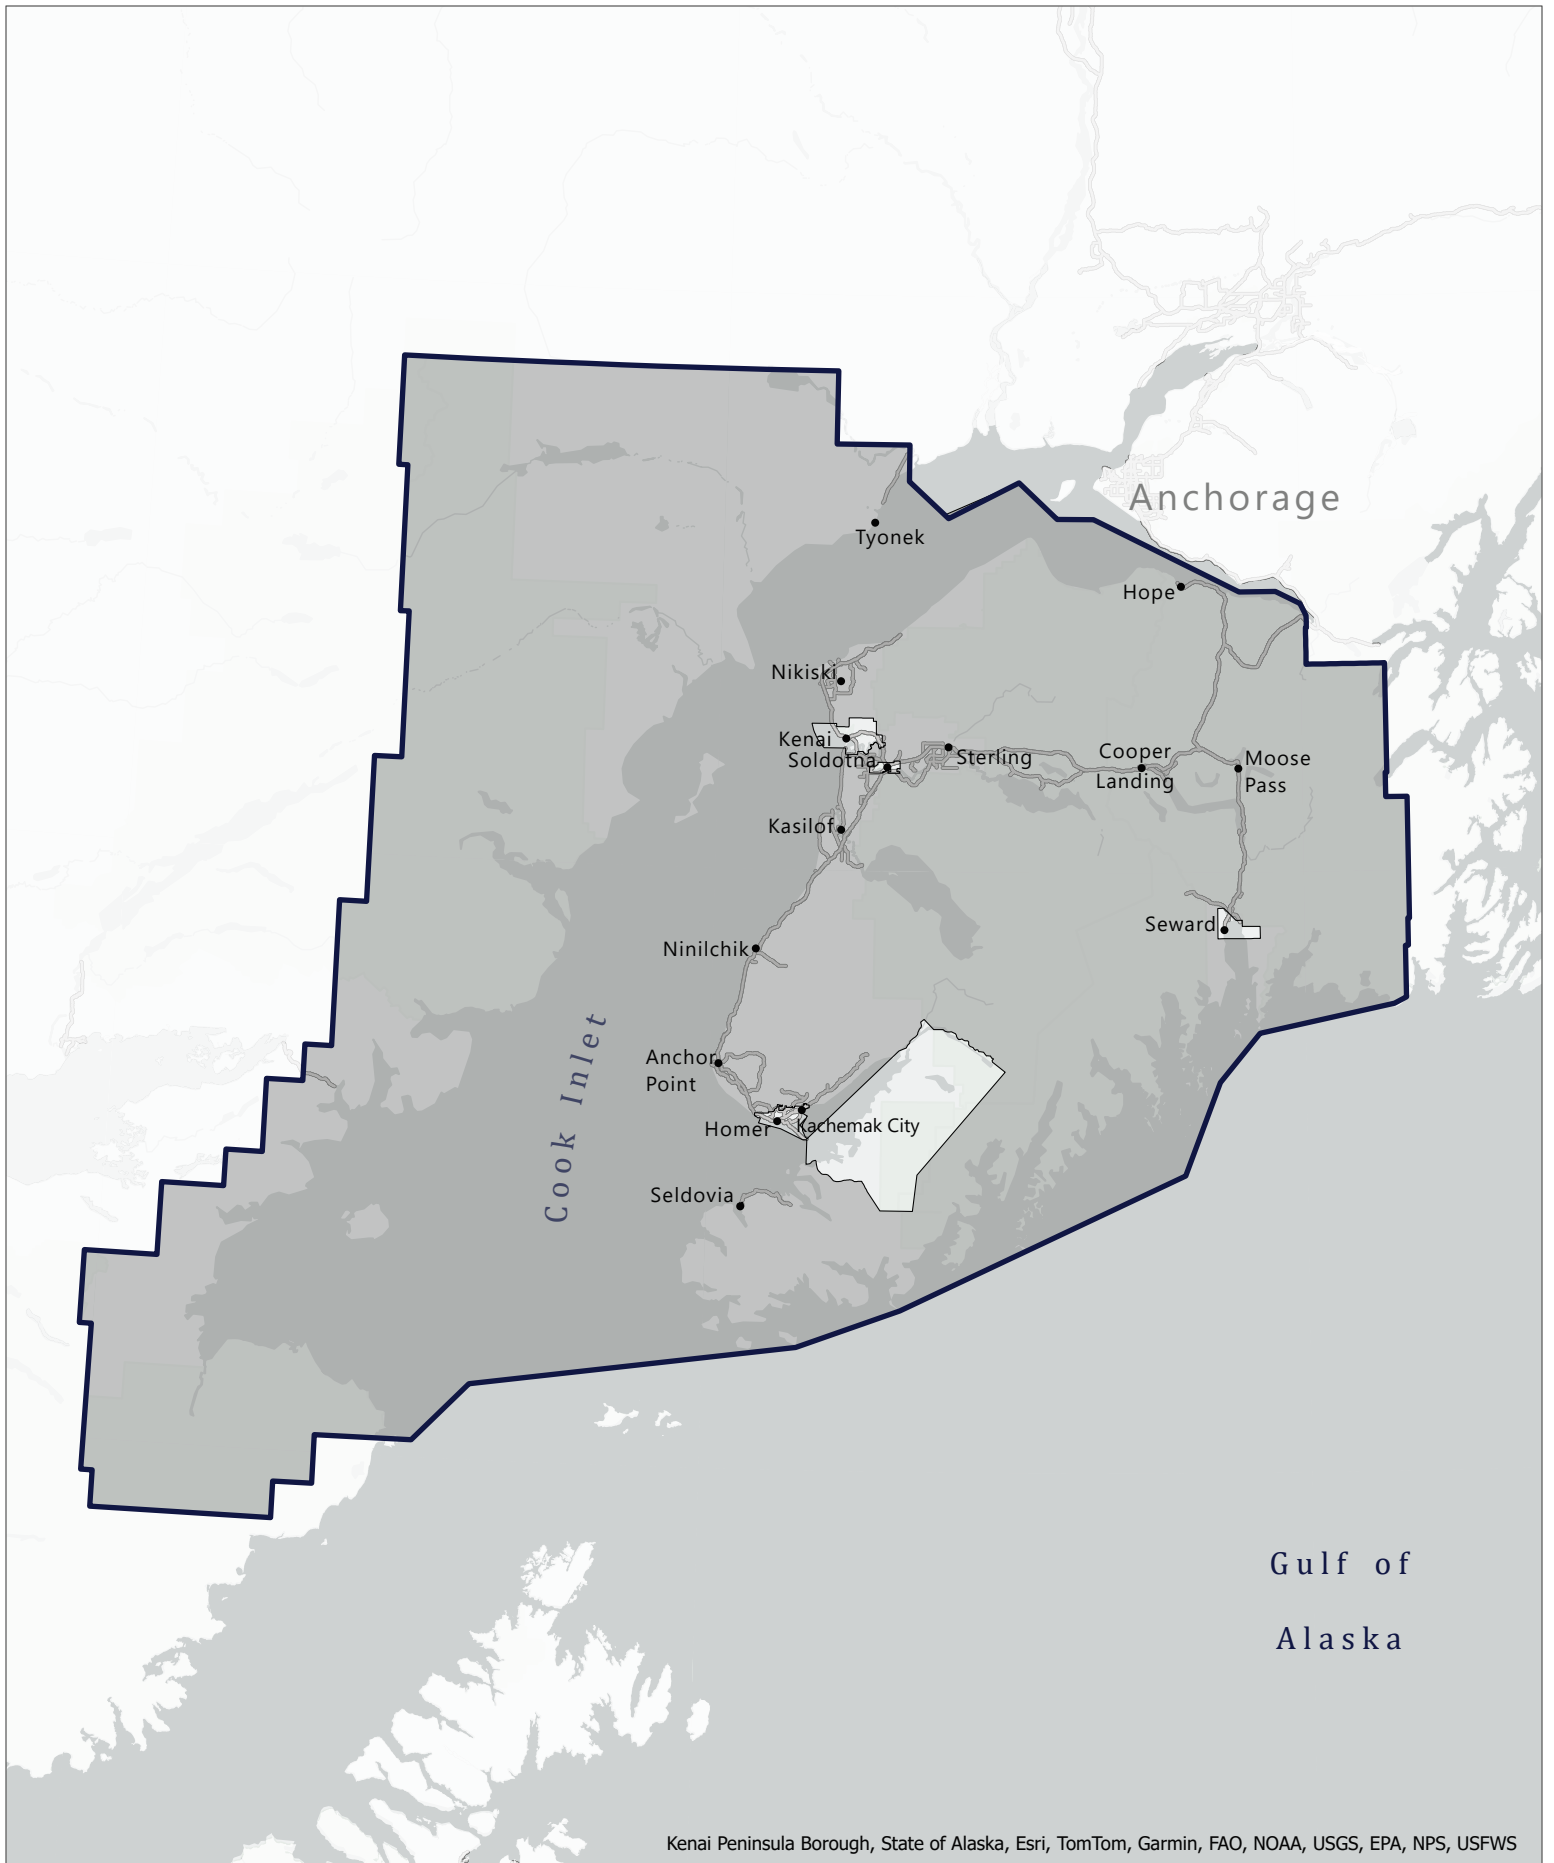 Anchorage
Tyonek
Hope
Nikiski
Kenai
Soldotna
Sterling
Cooper
Landing
Moose
Pass
Kasilof
Seward
Ninilchik
Cook Inlet
Anchor
Point
Homer
Kachemak City
Seldovia
Gulf of
Alaska
Kenai Peninsula Borough, State of Alaska, Esri, TomTom, Garmin, FAO, NOAA, USGS, EPA, NPS, USFWS